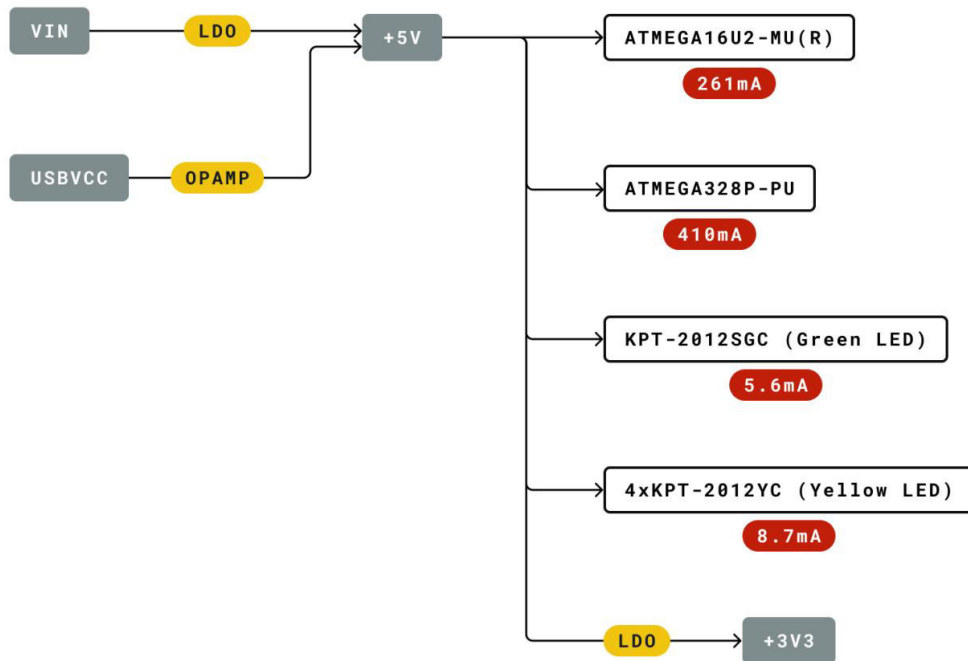 VIN
LDO
+5V
ATMEGA16U2-MU(R)
261mA
USBVCC
OPAMP
ATMEGA328P-PU
410mA
KPT-2012SGC (Green LED)
5.6mA
4xKPT-2012YC (Yellow LED)
8.7mA
LDO
+3V3